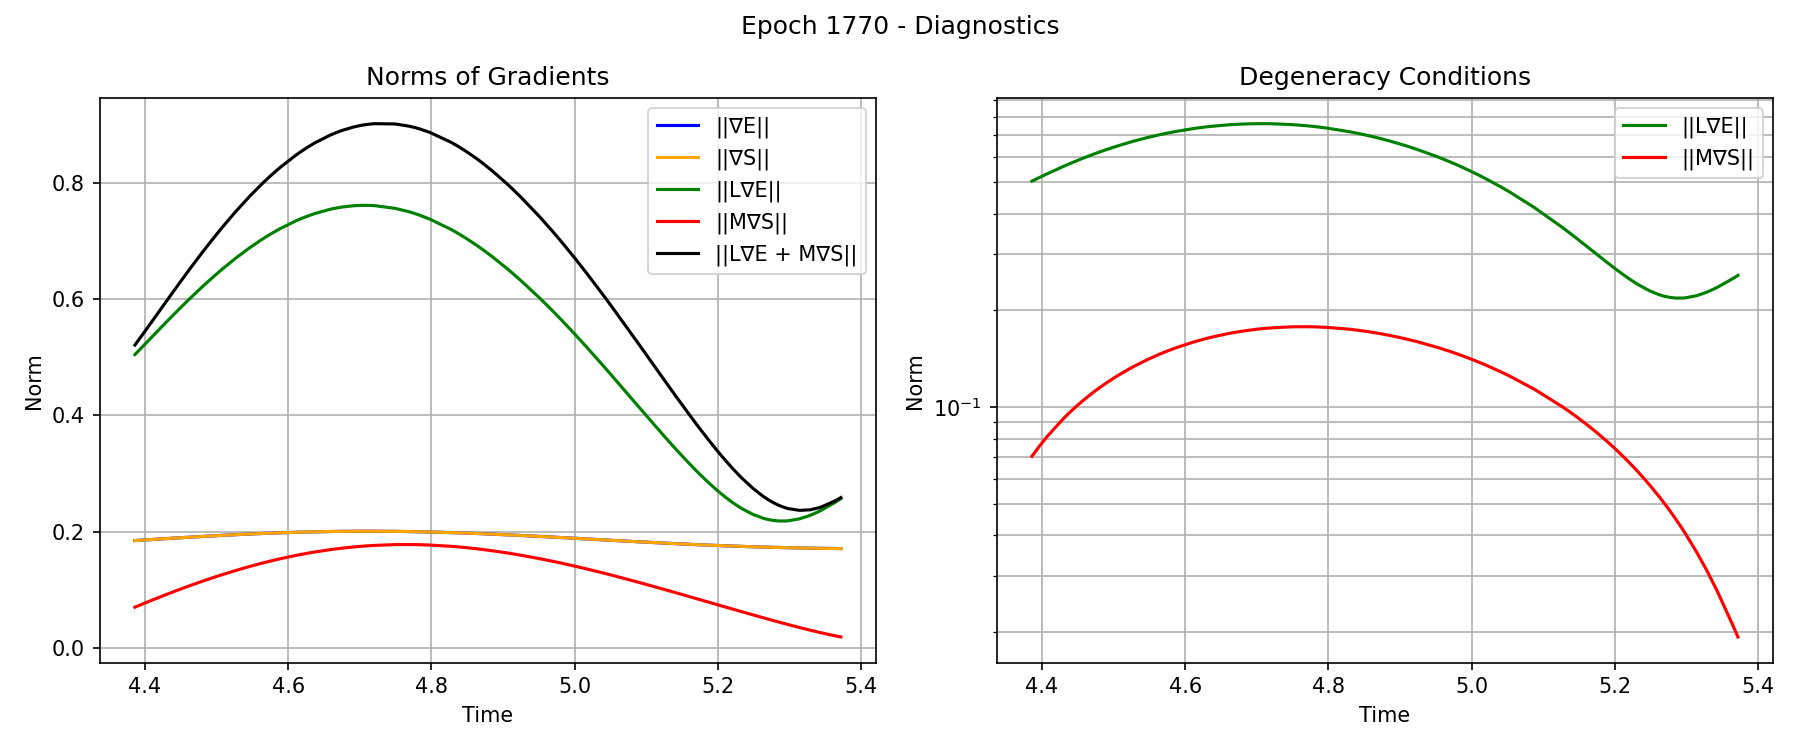 Epoch 1770 - Diagnostics
Norms of Gradients
||∇E||
||∇S||
||L∇E||
||M∇S||
||L∇E + M∇S||
Norm
0.8
0.6
0.4
0.2
0.0
4.4 4.6 4.8 5.0 5.2 5.4
Time
Degeneracy Conditions
||L∇E||
||M∇S||
Norm
10⁻¹
4.4 4.6 4.8 5.0 5.2 5.4
Time